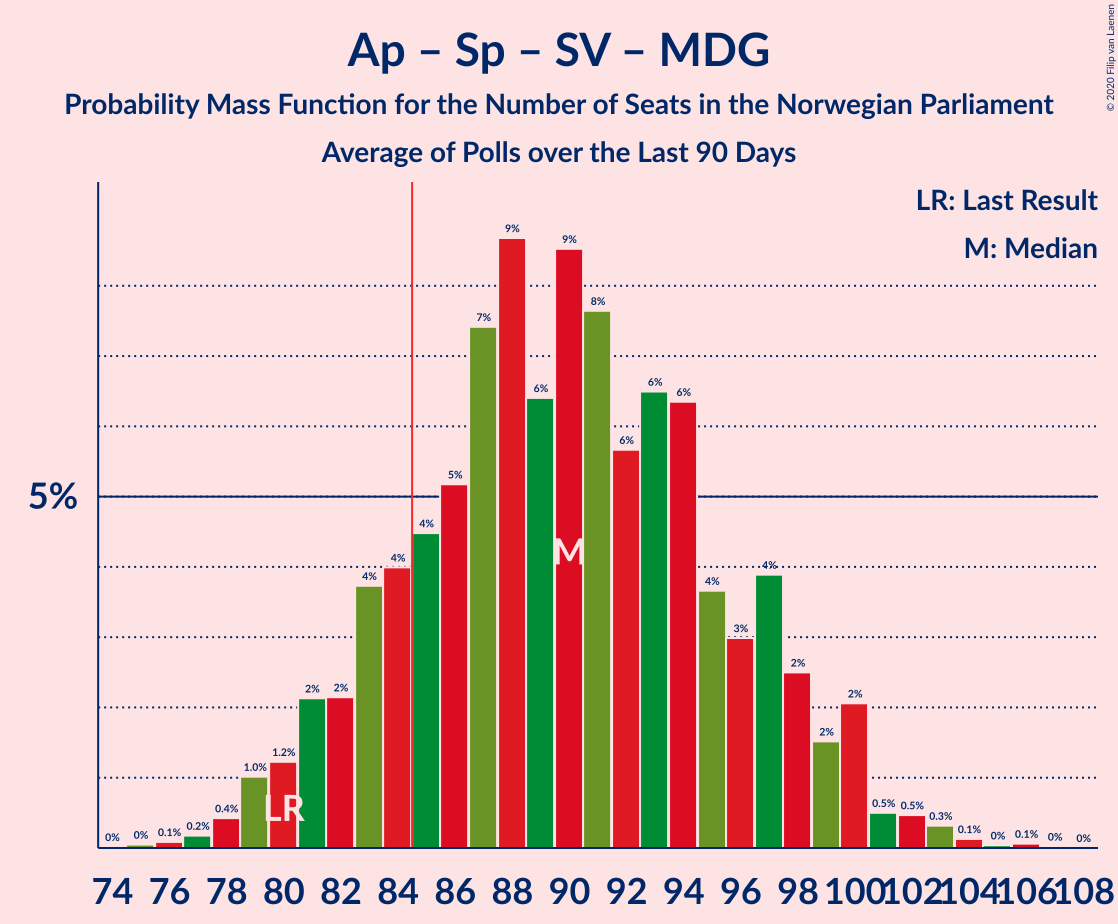 Ap – Sp – SV – MDG
Probability Mass Function for the Number of Seats in the Norwegian Parliament
Average of Polls over the Last 90 Days
© 2020 Filip van Laenen
LR: Last Result
M: Median
5%
0% 0% 0.1% 0.2% 0.4% 1.0% 1.2% 2% 2% 4% 4% 4% 5% 7% 9% 6% 9% 8% 6% 6% 6% 4% 3% 4% 2% 2% 2% 0.5% 0.5% 0.3% 0.1% 0% 0.1% 0% 0%
M
LR
74 76 78 80 82 84 86 88 90 92 94 96 98 100 102 104 106 108